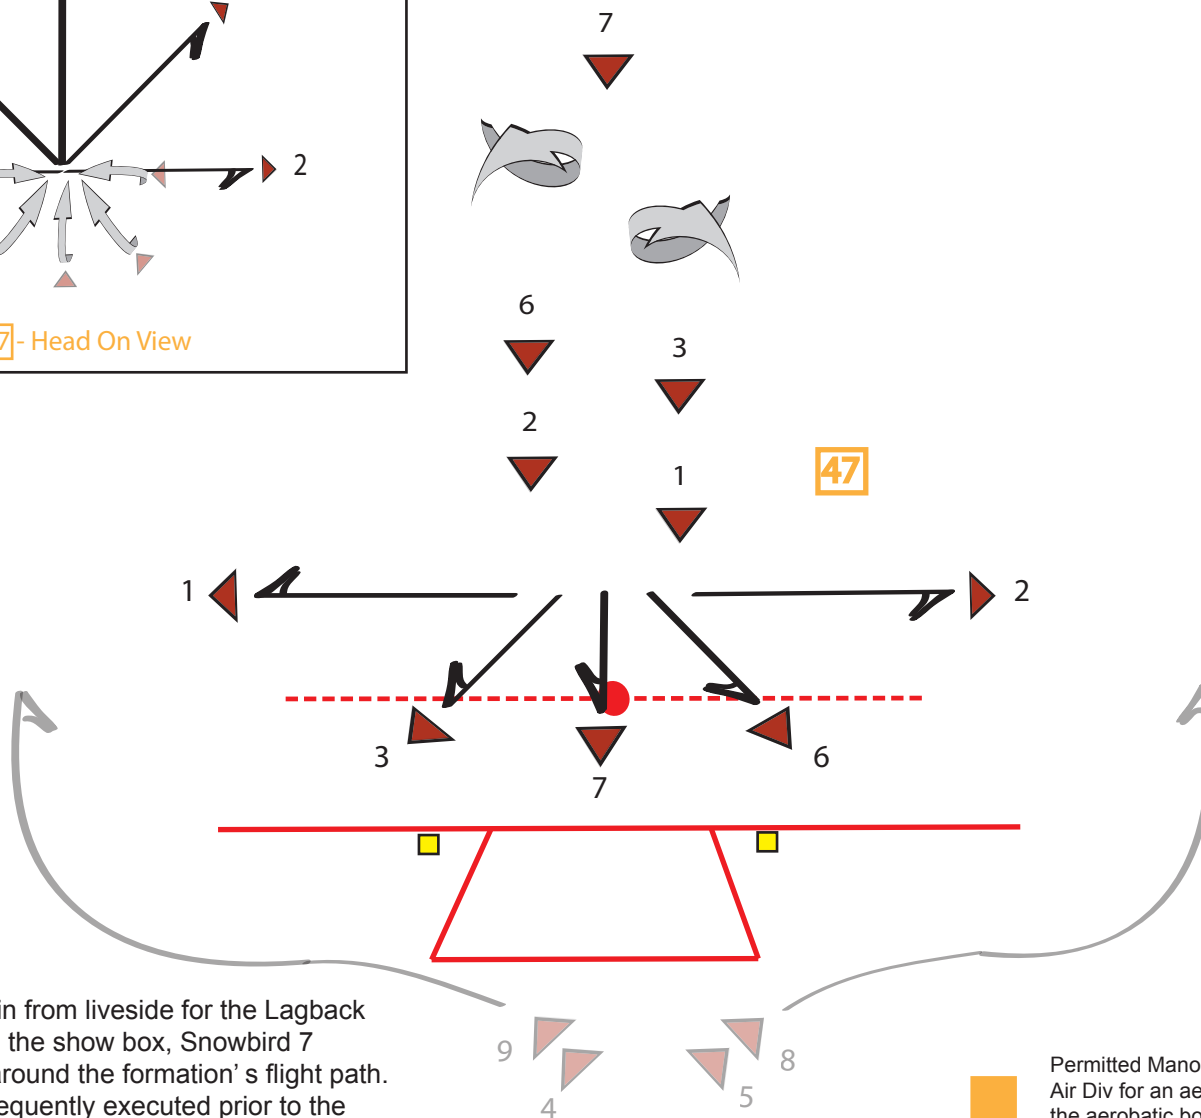 7
2
7 - Head On View
6
3
2
1
47
1
2
3
7
6
in from liveside for the Lagback
the show box, Snowbird 7
around the formation' s flight path.
equently executed prior to the
9
4
5
8
Permitted Mano
Air Div for an ae
the aerobatic bo